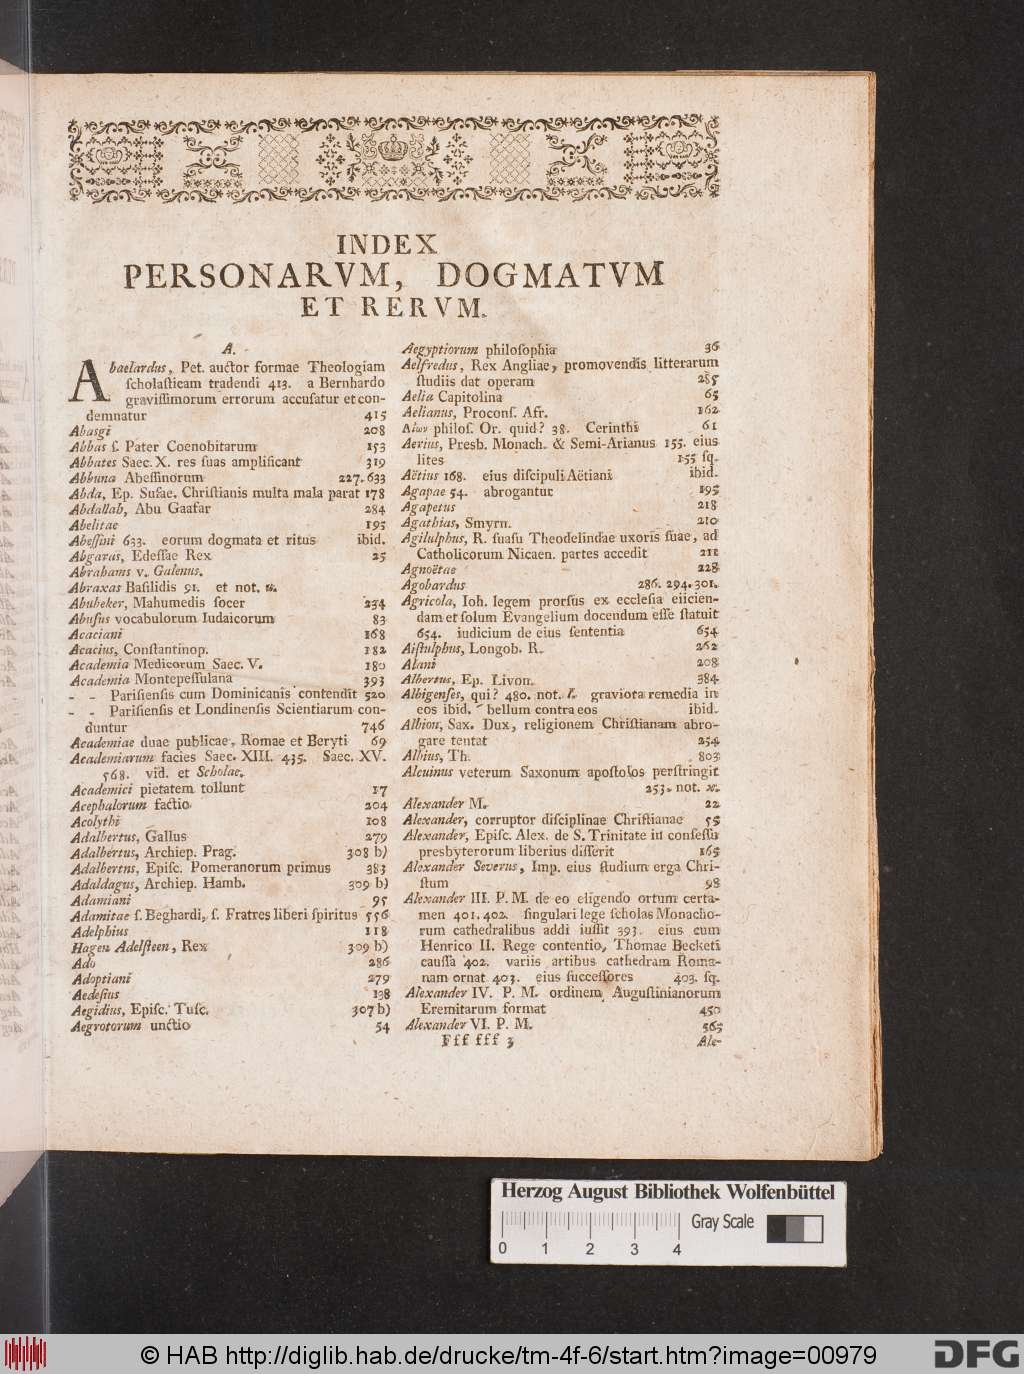 INDEX
PERSONARVM, DOGMATVM
ET RERVM.
A.
Abaelardus, Pet. auctor formae Theologiam
ſcholaſticam tradendi 413. a Bernhardo
graviſſimorum errorum accuſatur et con-
demnatur 415
Abasgi 208
Abbas ſ. Pater Coenobitarum 153
Abbates Saec. X. res ſuas amplificant 319
Abbuna Abeſſinorum 227. 633
Abda, Ep. Suſae. Chriſtianis multa mala parat 178
Abdallab, Abu Gaafar 284
Abelitae 195
Abeſſini 633. eorum dogmata et ritus ibid.
Abgarus, Edeſſae Rex 25
Abrahams v. Galenus.
Abraxas Baſilidis 91. et not. u.
Abubeker, Mahumedis ſocer 234
Abuſus vocabulorum Iudaicorum 83
Acaciani 168
Acacius, Conſtantinop. 182
Academia Medicorum Saec. V. 180
Academia Montepeſſulana 393
- - Pariſienſis cum Dominicanis contendit 520
- - Pariſienſis et Londinenſis Scientiarum con-
duntur 746
Academiae duae publicae, Romae et Beryti 69
Academiarum facies Saec. XIII. 435. Saec. XV.
568. vid. et Scholae.
Academici pietatem tollunt 17
Acephalorum factio 204
Acolythi 108
Adalbertus, Gallus 279
Adalbertus, Archiep. Prag. 308 b)
Adalbertus, Epiſc. Pomeranorum primus 383
Adaldagus, Archiep. Hamb. 309 b)
Adamiani 95
Adamitae ſ. Beghardi, ſ. Fratres liberi ſpiritus 556
Adelphius 118
Hagen Adelſteen, Rex 309 b)
Ado 286
Adoptiani 279
Aedeſius 138
Aegidius, Epiſc. Tuſc. 307 b)
Aegrotorum unctio 54
Aegyptiorum philoſophia 36
Aelfredus, Rex Angliae, promovendis litterarum
ſtudiis dat operam 285
Aelia Capitolina 65
Aelianus, Proconſ. Afr. 162
Αἰων philoſ. Or. quid? 38. Cerinthi 61
Aerius, Presb. Monach. & Semi-Arianus 155. eius
lites 155 ſq.
Aëtius 168. eius diſcipuli Aëtiani ibid.
Agapae 54. abrogantur 195
Agapetus 218
Agathias, Smyrn. 210
Agilulphus, R. ſuaſu Theodelindae uxoris ſuae, ad
Catholicorum Nicaen. partes accedit 211
Agnoëtae 228
Agobardus 286. 294. 301.
Agricola, Ioh. legem prorſus ex eccleſia eiicien-
dam et ſolum Evangelium docendum eſſe ſtatuit
654. iudicium de eius ſententia 654
Aiſtulphus, Longob. R. 262
Alani 208
Albertus, Ep. Livon. 384
Albigenſes, qui? 480. not. l. graviora remedia in
eos ibid. bellum contra eos ibid.
Albion, Sax. Dux, religionem Chriſtianam abro-
gare tentat 254
Albius, Th. 803
Alcuinus veterum Saxonum apoſtolos perſtringit
253. not. x.
Alexander M. 22
Alexander, corruptor diſciplinae Chriſtianae 55
Alexander, Epiſc. Alex. de S. Trinitate in conſeſſu
presbyterorum liberius diſſerit 165
Alexander Severus, Imp. eius ſtudium erga Chri-
ſtum 98
Alexander III. P. M. de eo eligendo ortum certa-
men 401. 402. ſingulari lege ſcholas Monacho-
rum cathedralibus addi iuſſit 393. eius cum
Henrico II. Rege contentio, Thomae Becketi
cauſſa 402. variis artibus cathedram Roma-
nam ornat 403. eius ſucceſſores 403. ſq.
Alexander IV. P. M. ordinem Auguſtinianorum
Eremitarum format 450
Alexander VI. P. M. 565
Fff fff 3 Ale-
Herzog August Bibliothek Wolfenbüttel
Gray Scale
0 1 2 3 4
© HAB http://diglib.hab.de/drucke/tm-4f-6/start.htm?image=00979
DFG